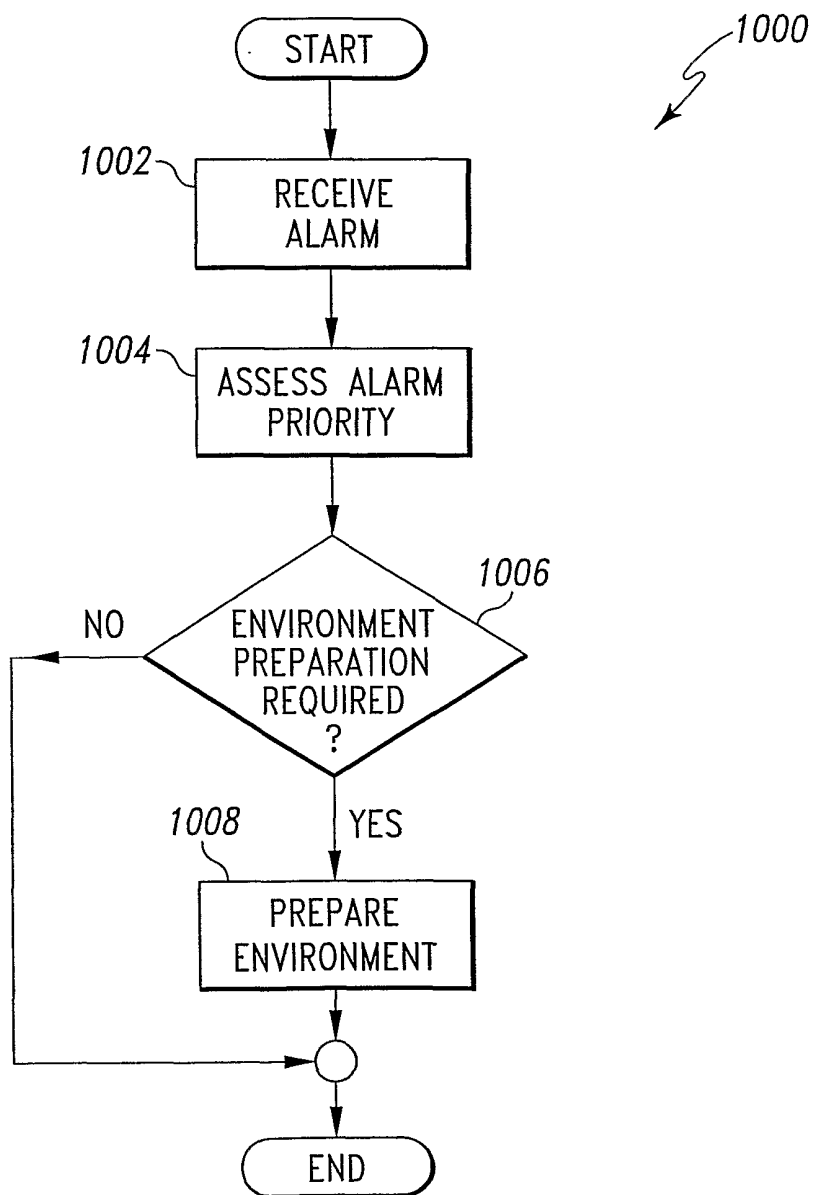 START
1000
1002
RECEIVE
ALARM
1004
ASSESS ALARM
PRIORITY
1006
NO
ENVIRONMENT
PREPARATION
REQUIRED
?
YES
1008
PREPARE
ENVIRONMENT
END